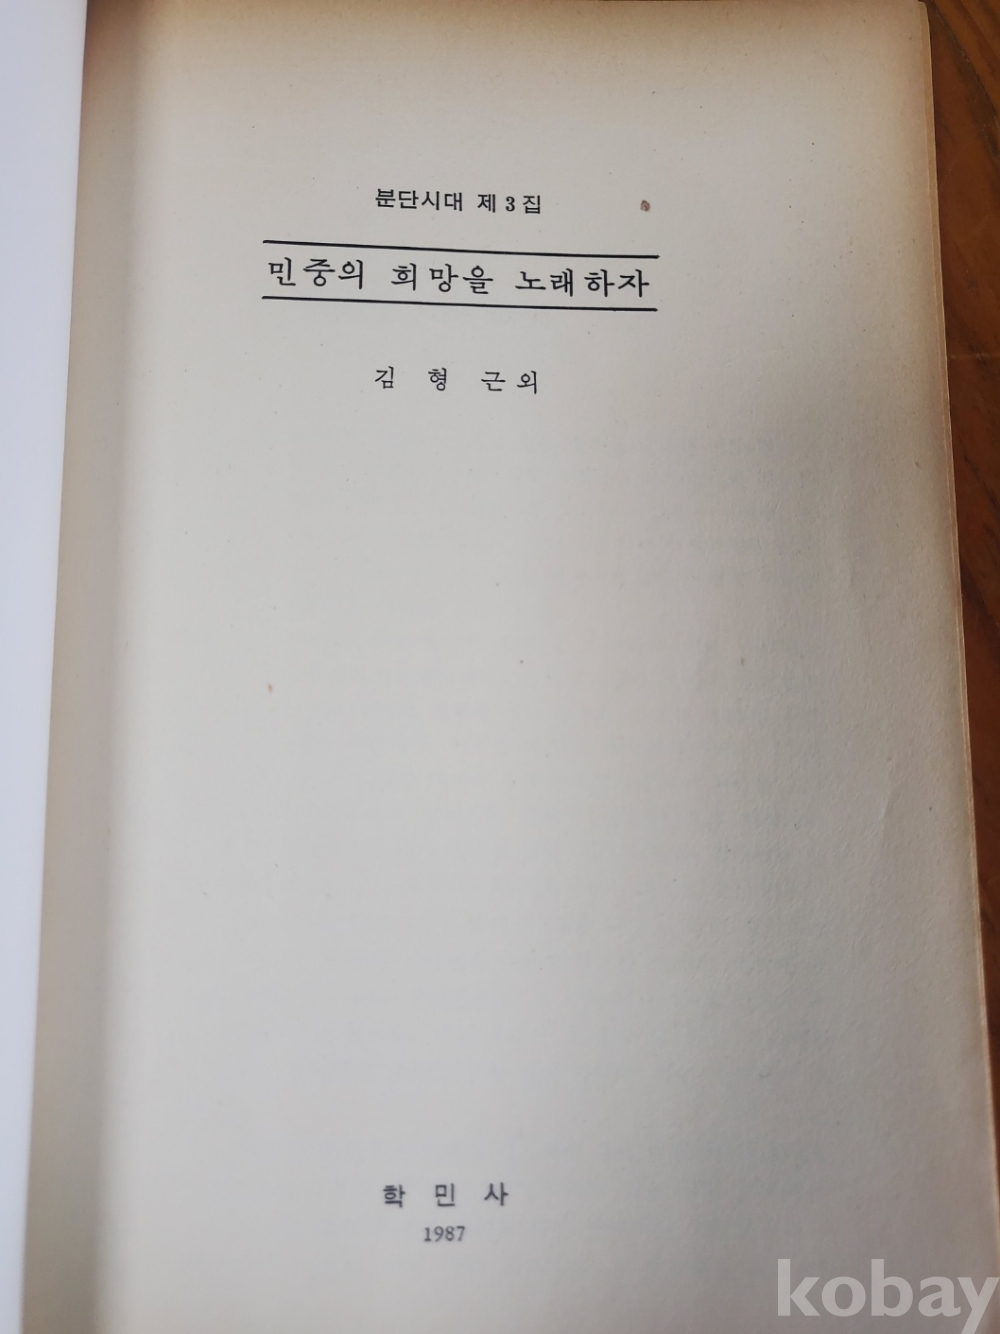 분단시대 제 3 집
민중의 희망을 노래하자
김 형 근 외
학 민 사
1987
kobay